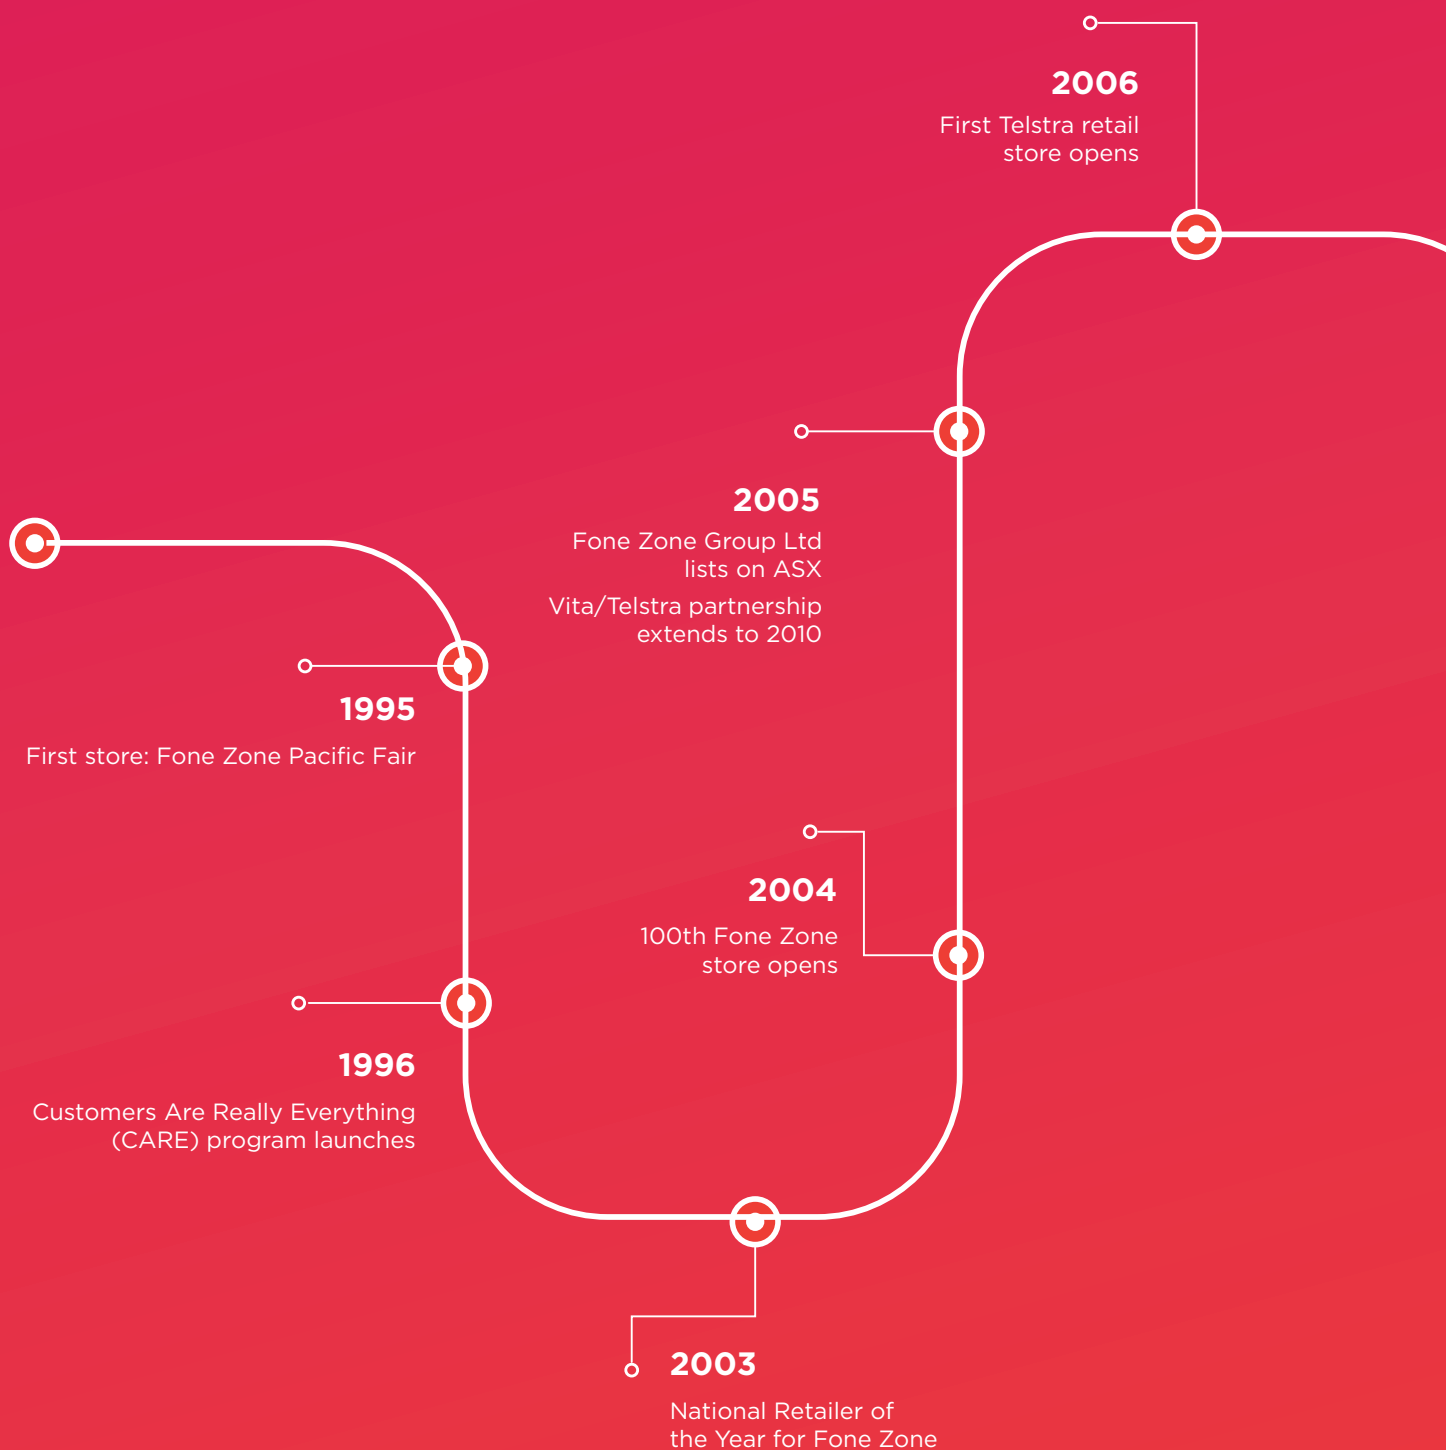 1995
First store: Fone Zone Pacific Fair
1996
Customers Are Really Everything
(CARE) program launches
2003
National Retailer of
the Year for Fone Zone
2004
100th Fone Zone
store opens
2005
Fone Zone Group Ltd
lists on ASX
Vita/Telstra partnership
extends to 2010
2006
First Telstra retail
store opens